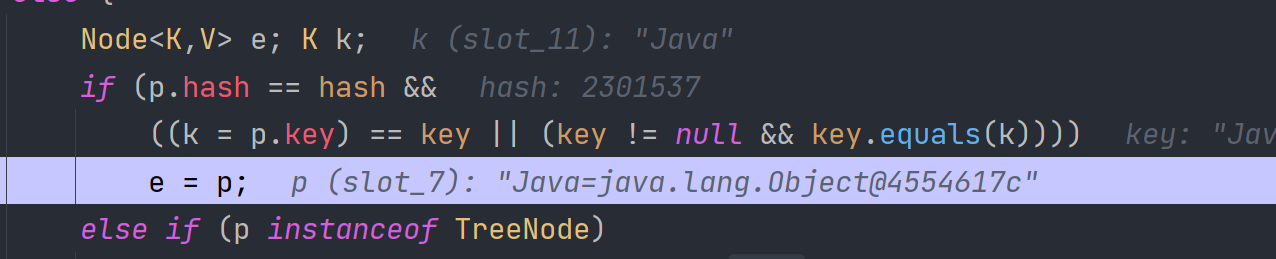 else {
Node<K,V> e; K k;   k (slot_11): "Java"
if (p.hash == hash &&   hash: 2301537
((k = p.key) == key || (key != null && key.equals(k))))   key: "Jav
e = p;   p (slot_7): "Java=java.lang.Object@4554617c"
else if (p instanceof TreeNode)